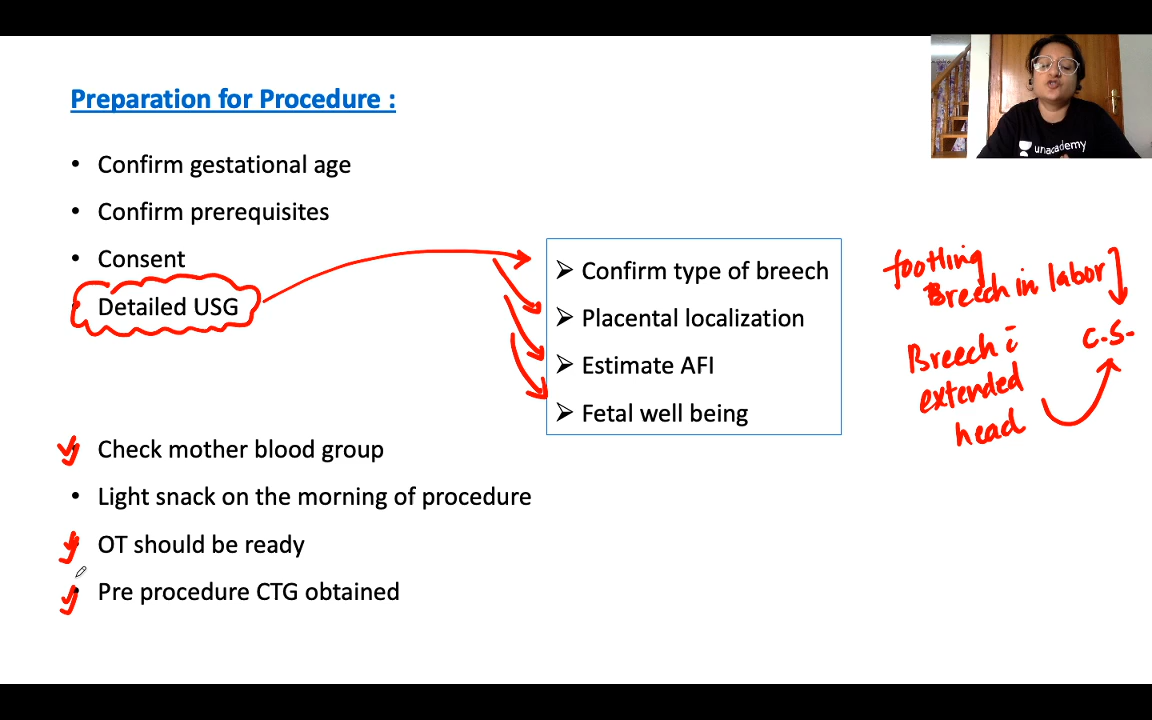 Preparation for Procedure :
• Confirm gestational age
• Confirm prerequisites
• Consent
• Detailed USG
➢ Confirm type of breech
➢ Placental localization
➢ Estimate AFI
➢ Fetal well being
• Check mother blood group
• Light snack on the morning of procedure
• OT should be ready
• Pre procedure CTG obtained
footling
Breech in labor]
C.S.
Breech c̄
extended
head
unacademy